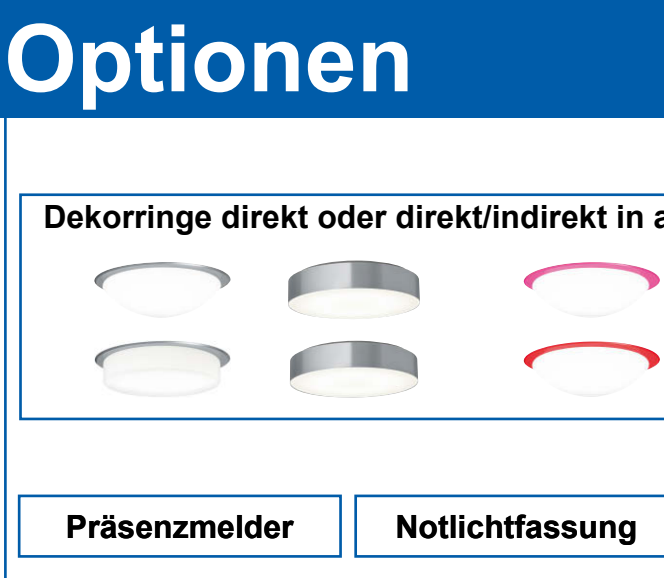 Optionen
Dekorringe direkt oder direkt/indirekt in
Präsenzmelder
Notlichtfassung